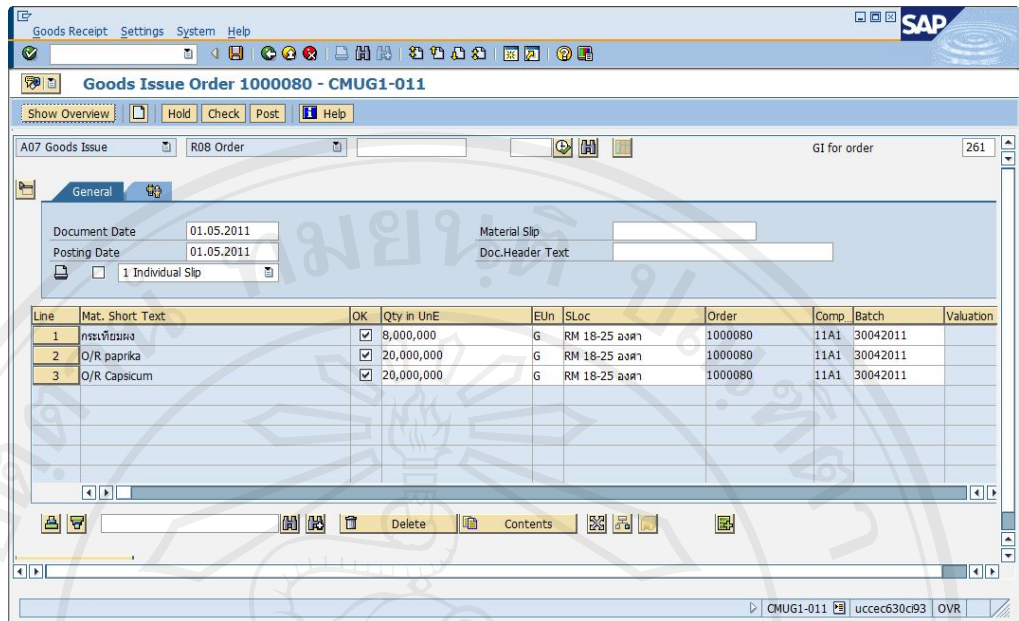 Goods Receipt Settings System Help
SAP
Goods Issue Order 1000080 - CMUG1-011
Show Overview Hold Check Post Help
A07 Goods Issue R08 Order GI for order 261
General
Document Date 01.05.2011 Material Slip
Posting Date 01.05.2011 Doc.Header Text
1 Individual Slip
Line Mat. Short Text OK Qty in UnE EUn SLoc Order Comp... Batch Valuation
1 กระเทียมผง 8,000,000 G RM 18-25 องศา 1000080 11A1 30042011
2 O/R paprika 20,000,000 G RM 18-25 องศา 1000080 11A1 30042011
3 O/R Capsicum 20,000,000 G RM 18-25 องศา 1000080 11A1 30042011
Delete Contents
CMUG1-011 uccec630ci93 OVR